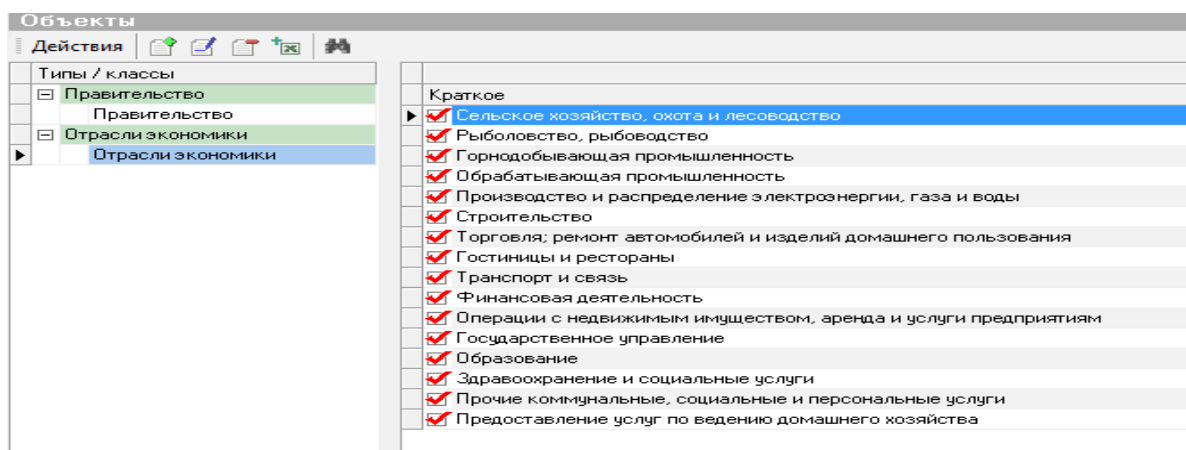 Объекты
Действия
Типы / классы
Правительство
Правительство
Отрасли экономики
Отрасли экономики
Краткое
Сельское хозяйство, охота и лесоводство
Рыболовство, рыбоводство
Горнодобывающая промышленность
Обрабатывающая промышленность
Производство и распределение электроэнергии, газа и воды
Строительство
Торговля; ремонт автомобилей и изделий домашнего пользования
Гостиницы и рестораны
Транспорт и связь
Финансовая деятельность
Операции с недвижимым имуществом, аренда и услуги предприятиям
Государственное управление
Образование
Здравоохранение и социальные услуги
Прочие коммунальные, социальные и персональные услуги
Предоставление услуг по ведению домашнего хозяйства